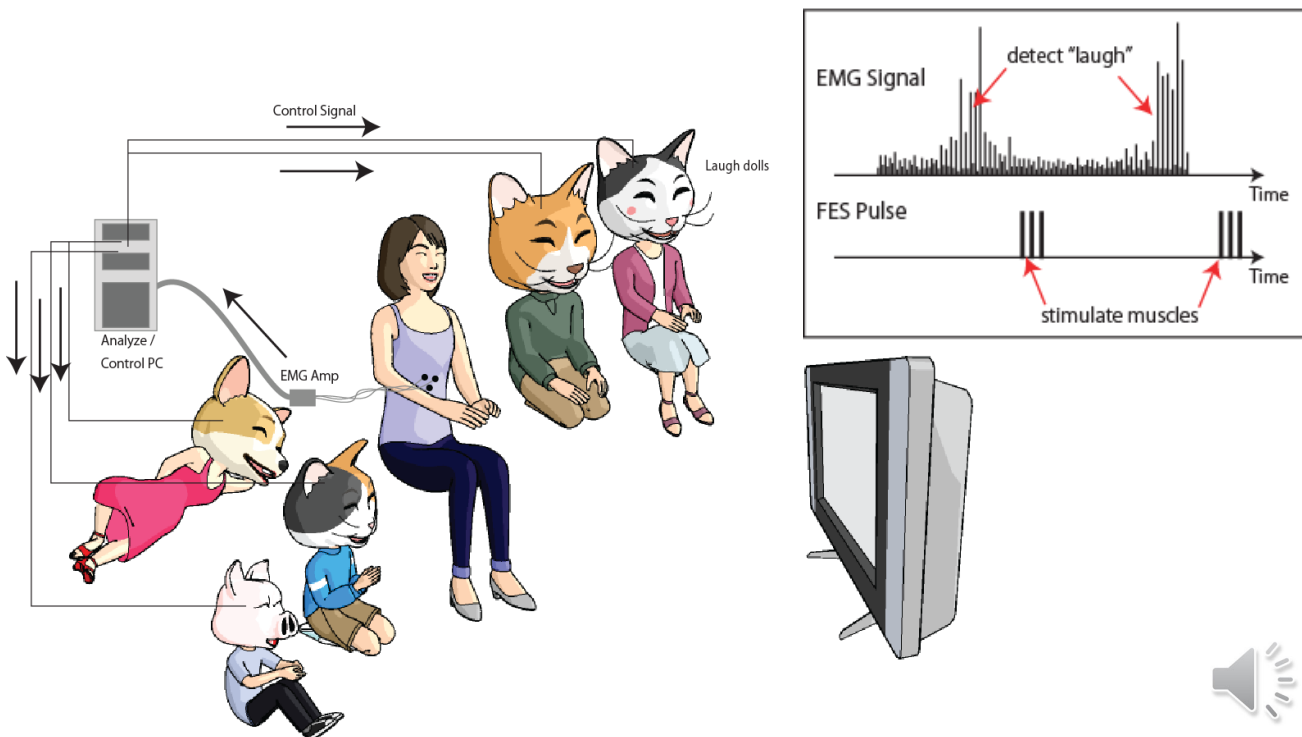 Control Signal
Laugh dolls
Analyze /
Control PC
EMG Amp
EMG Signal
detect “laugh”
Time
FES Pulse
Time
stimulate muscles